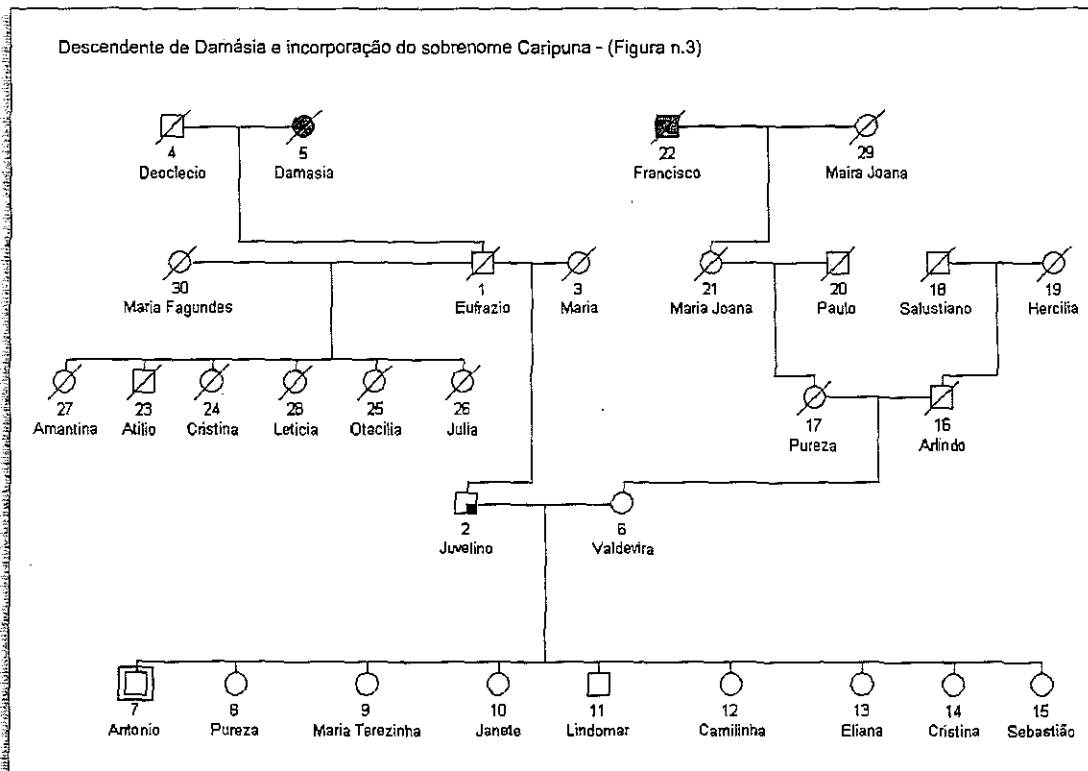 Descendente de Damásia e incorporação do sobrenome Caripuna - (Figura n.3)
4 5 22 29
Deoclecio Damasia Francisco Maira Joana
30 1 3 21 20 18 19
Maria Fagundes Eufrazio Maria Maria Joana Paulo Salustiano Hercilia
27 23 24 28 25 26 17 16
Amantina Atilio Cristina Leticia Otacilia Julia Pureza Arlindo
2 6
Juvelino Valdevira
7 8 9 10 11 12 13 14 15
Antonio Pureza Maria Terezinha Janete Lindomar Camilinha Eliana Cristina Sebastião